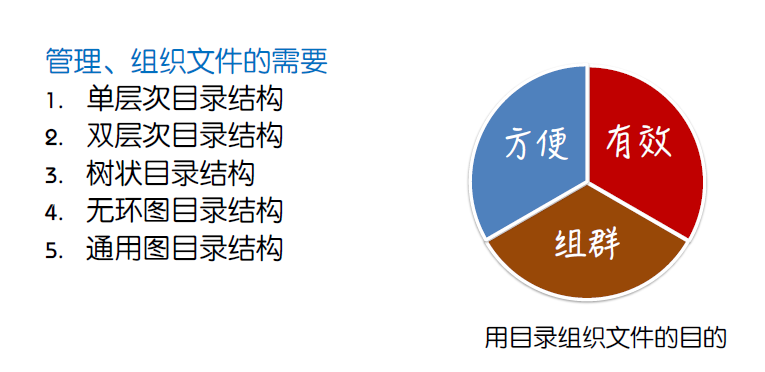 管理、组织文件的需要
1. 单层次目录结构
2. 双层次目录结构
3. 树状目录结构
4. 无环图目录结构
5. 通用图目录结构
方便
有效
组群
用目录组织文件的目的